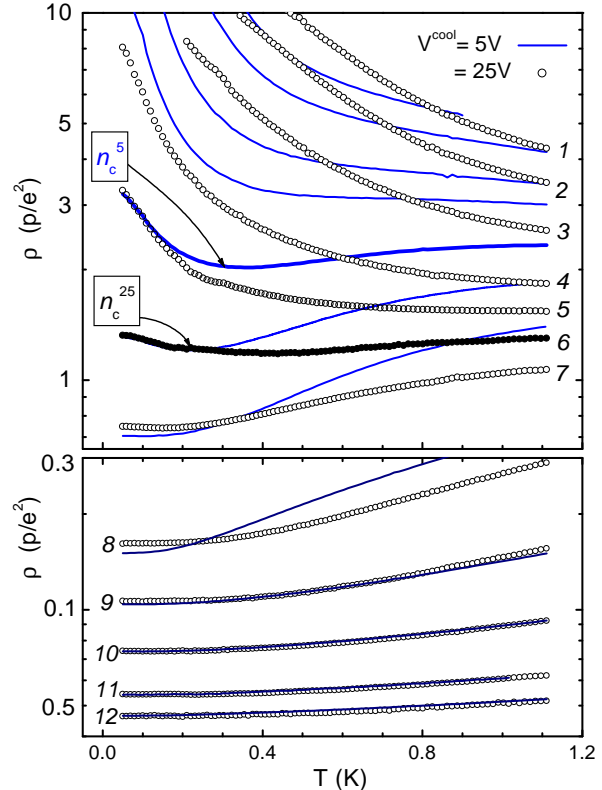 10
V^cool = 5V
= 25V
5
n_c^5
1
2
3
3
ρ (p/e²)
4
n_c^25
5
6
1
7
0.3
8
ρ (p/e²)
9
0.1
10
11
0.5
12
0.0 0.4 0.8 1.2
T (K)